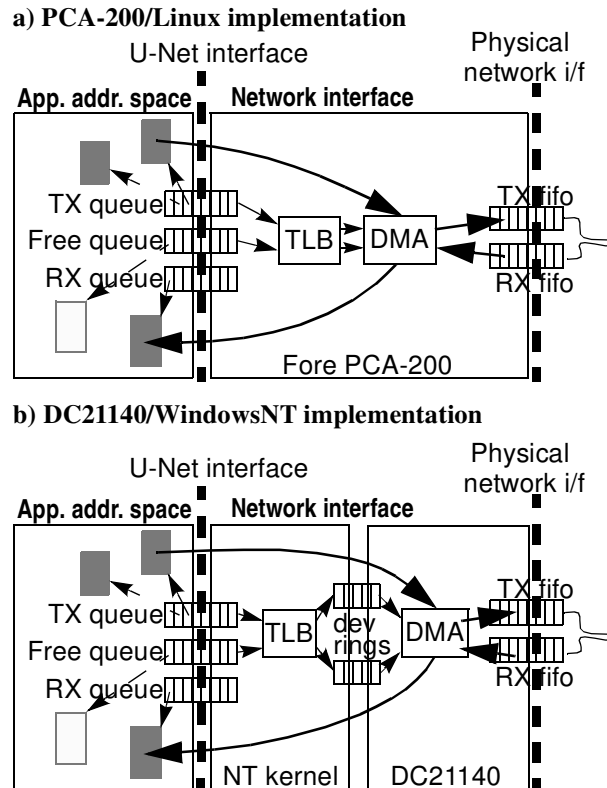 a) PCA-200/Linux implementation
U-Net interface
Physical
network i/f
App. addr. space
Network interface
TX queue
Free queue
RX queue
TLB
DMA
TX fifo
RX fifo
Fore PCA-200
b) DC21140/WindowsNT implementation
U-Net interface
Physical
network i/f
App. addr. space
Network interface
TX queue
Free queue
RX queue
TLB
dev
rings
DMA
TX fifo
RX fifo
NT kernel
DC21140